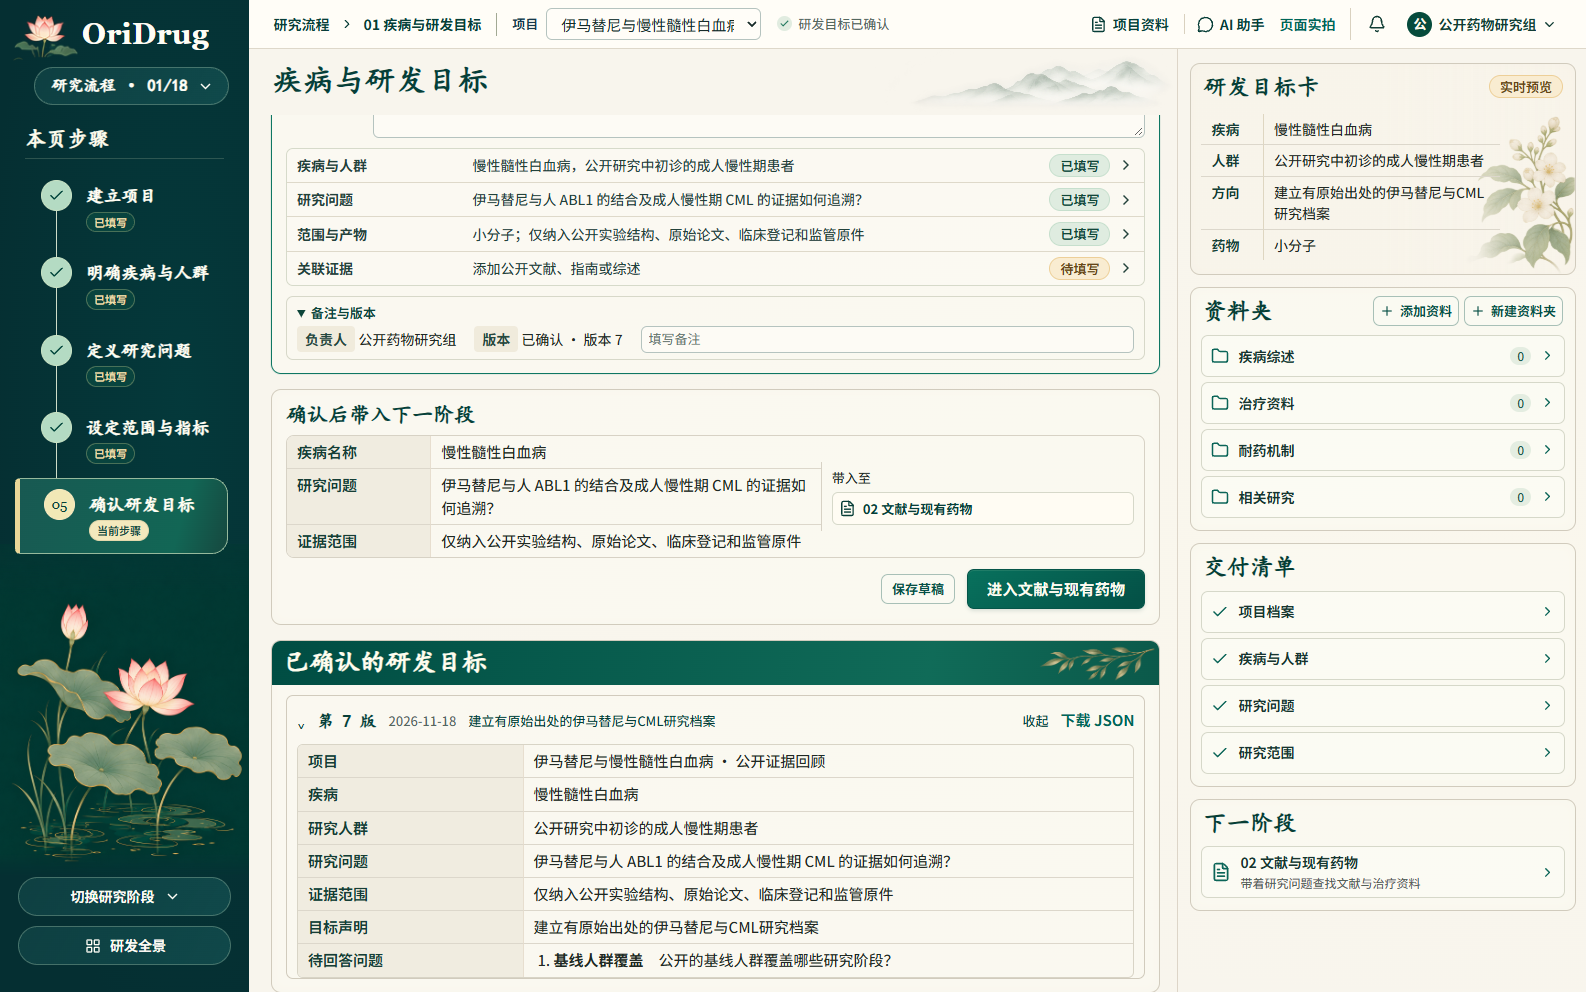 OriDrug
研究流程 • 01/18
本页步骤
建立项目
已填写
明确疾病与人群
已填写
定义研究问题
已填写
设定范围与指标
已填写
05
确认研发目标
当前步骤
切换研究阶段
研发全景
研究流程 > 01 疾病与研发目标
项目
伊马替尼与慢性髓性白血
研发目标已确认
项目资料
AI 助手
页面实拍
公
公开药物研究组
疾病与研发目标
疾病与人群 慢性髓性白血病，公开研究中初诊的成人慢性期患者 已填写
研究问题 伊马替尼与人 ABL1 的结合及成人慢性期 CML 的证据如何追溯？ 已填写
范围与产物 小分子；仅纳入公开实验结构、原始论文、临床登记和监管原件 已填写
关联证据 添加公开文献、指南或综述 待填写
▼ 备注与版本
负责人 公开药物研究组 版本 已确认 · 版本 7 填写备注
确认后带入下一阶段
疾病名称 慢性髓性白血病
研究问题 伊马替尼与人 ABL1 的结合及成人慢性期 CML 的证据如
何追溯？
证据范围 仅纳入公开实验结构、原始论文、临床登记和监管原件
带入至
02 文献与现有药物
保存草稿
进入文献与现有药物
已确认的研发目标
第 7 版 2026-11-18 建立有原始出处的伊马替尼与CML研究档案 收起 下载 JSON
项目 伊马替尼与慢性髓性白血病 · 公开证据回顾
疾病 慢性髓性白血病
研究人群 公开研究中初诊的成人慢性期患者
研究问题 伊马替尼与人 ABL1 的结合及成人慢性期 CML 的证据如何追溯？
证据范围 仅纳入公开实验结构、原始论文、临床登记和监管原件
目标声明 建立有原始出处的伊马替尼与CML研究档案
待回答问题 1. 基线人群覆盖 公开的基线人群覆盖哪些研究阶段？
研发目标卡
实时预览
疾病 慢性髓性白血病
人群 公开研究中初诊的成人慢性期患者
方向 建立有原始出处的伊马替尼与CML
研究档案
药物 小分子
资料夹
+ 添加资料
+ 新建资料夹
疾病综述 0
治疗资料 0
耐药机制 0
相关研究 0
交付清单
项目档案
疾病与人群
研究问题
研究范围
下一阶段
02 文献与现有药物
带着研究问题查找文献与治疗资料